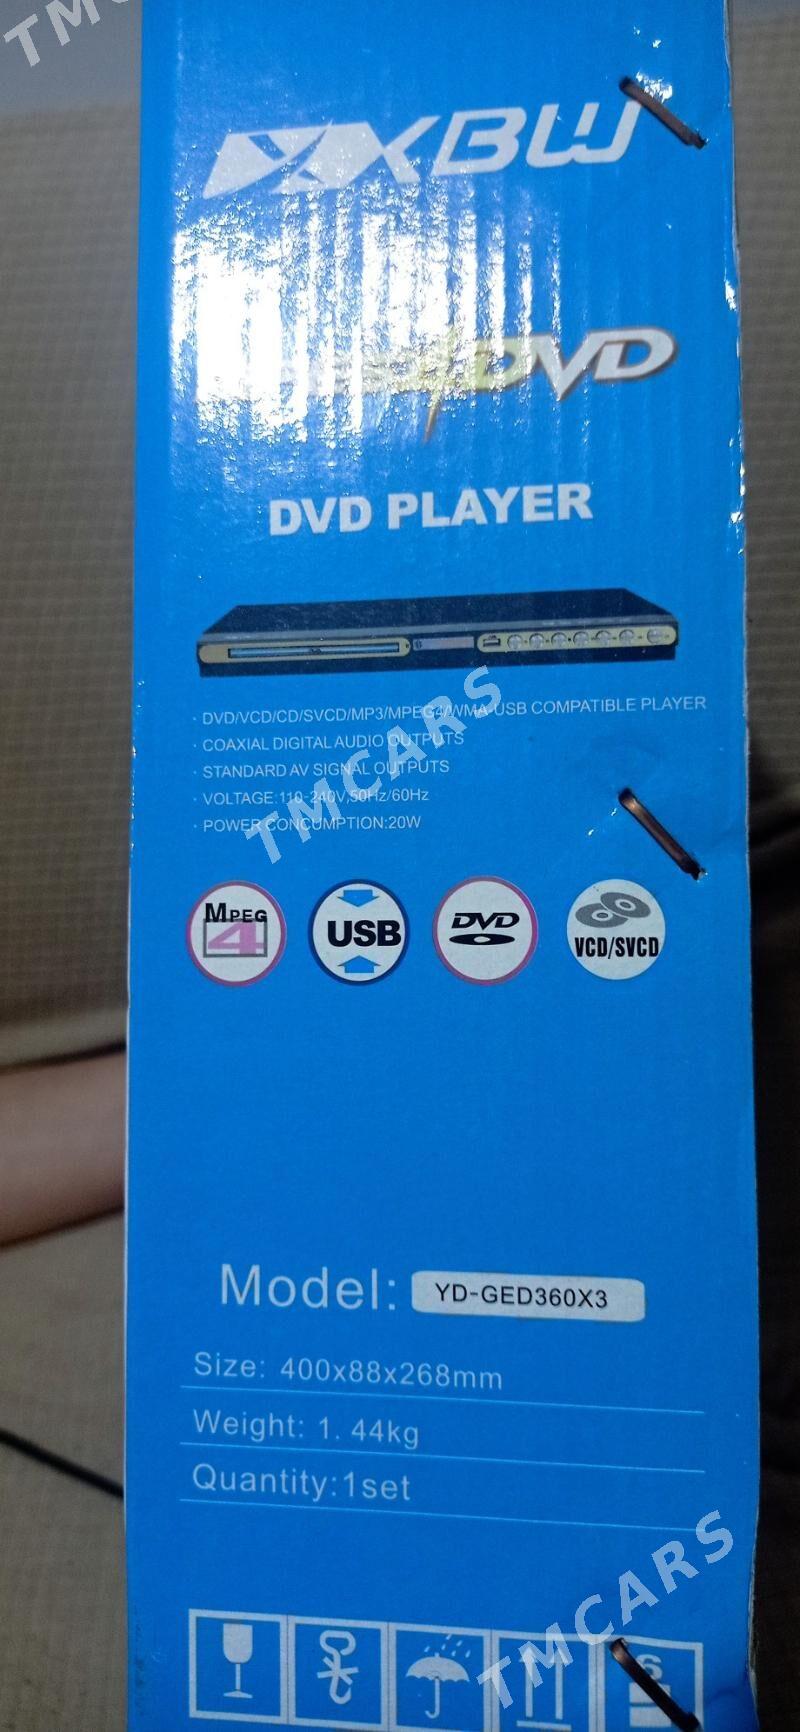 TMCARS
XBW
DVD
DVD PLAYER
· DVD/VCD/CD/SVCD/MP3/MPEG4/WMA-USB COMPATIBLE PLAYER
· COAXIAL DIGITAL AUDIO OUTPUTS
· STANDARD AV SIGNAL OUTPUTS
· VOLTAGE:110-240V,50Hz/60Hz
· POWER CONCUMPTION:20W
TMCARS
MPEG 4 USB DVD VCD/SVCD
Model: YD-GED360X3
Size: 400x88x268mm
Weight: 1.44kg
Quantity:1set
TMCARS
6